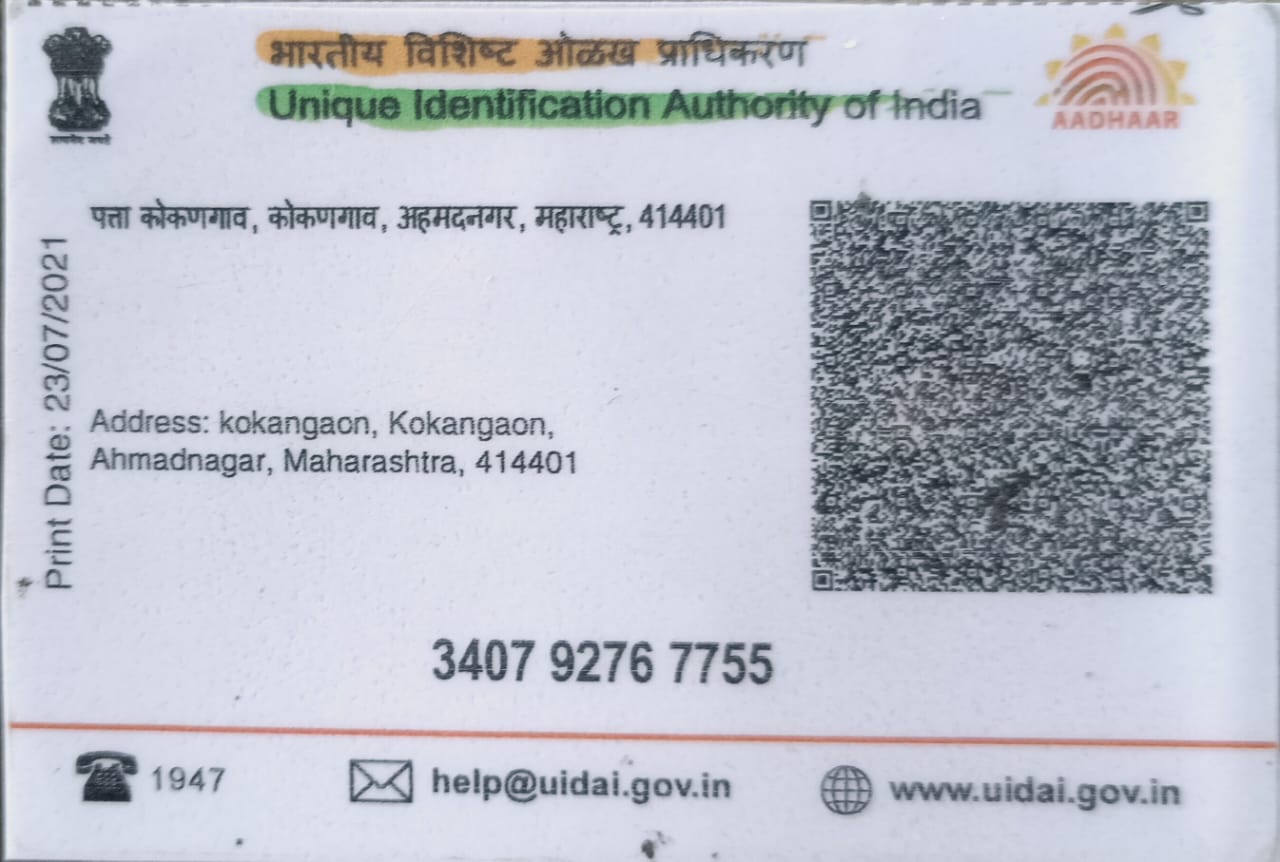 भारतीय विशिष्ट ओळख प्राधिकरण
Unique Identification Authority of India
AADHAAR
सत्यमेव जयते
पत्ता कोकणगाव, कोकणगाव, अहमदनगर, महाराष्ट्र, 414401
Print Date: 23/07/2021
Address: kokangaon, Kokangaon,
Ahmadnagar, Maharashtra, 414401
3407 9276 7755
1947
help@uidai.gov.in
www.uidai.gov.in